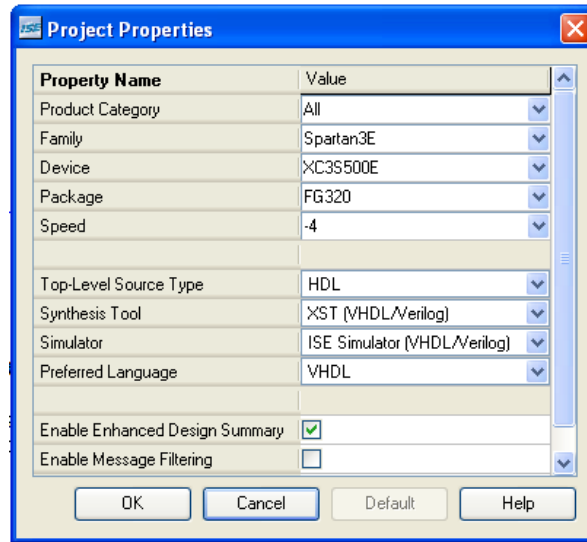 ISE Project Properties
Property Name Value
Product Category All
Family Spartan3E
Device XC3S500E
Package FG320
Speed -4
Top-Level Source Type HDL
Synthesis Tool XST (VHDL/Verilog)
Simulator ISE Simulator (VHDL/Verilog)
Preferred Language VHDL
Enable Enhanced Design Summary
Enable Message Filtering
OK Cancel Default Help